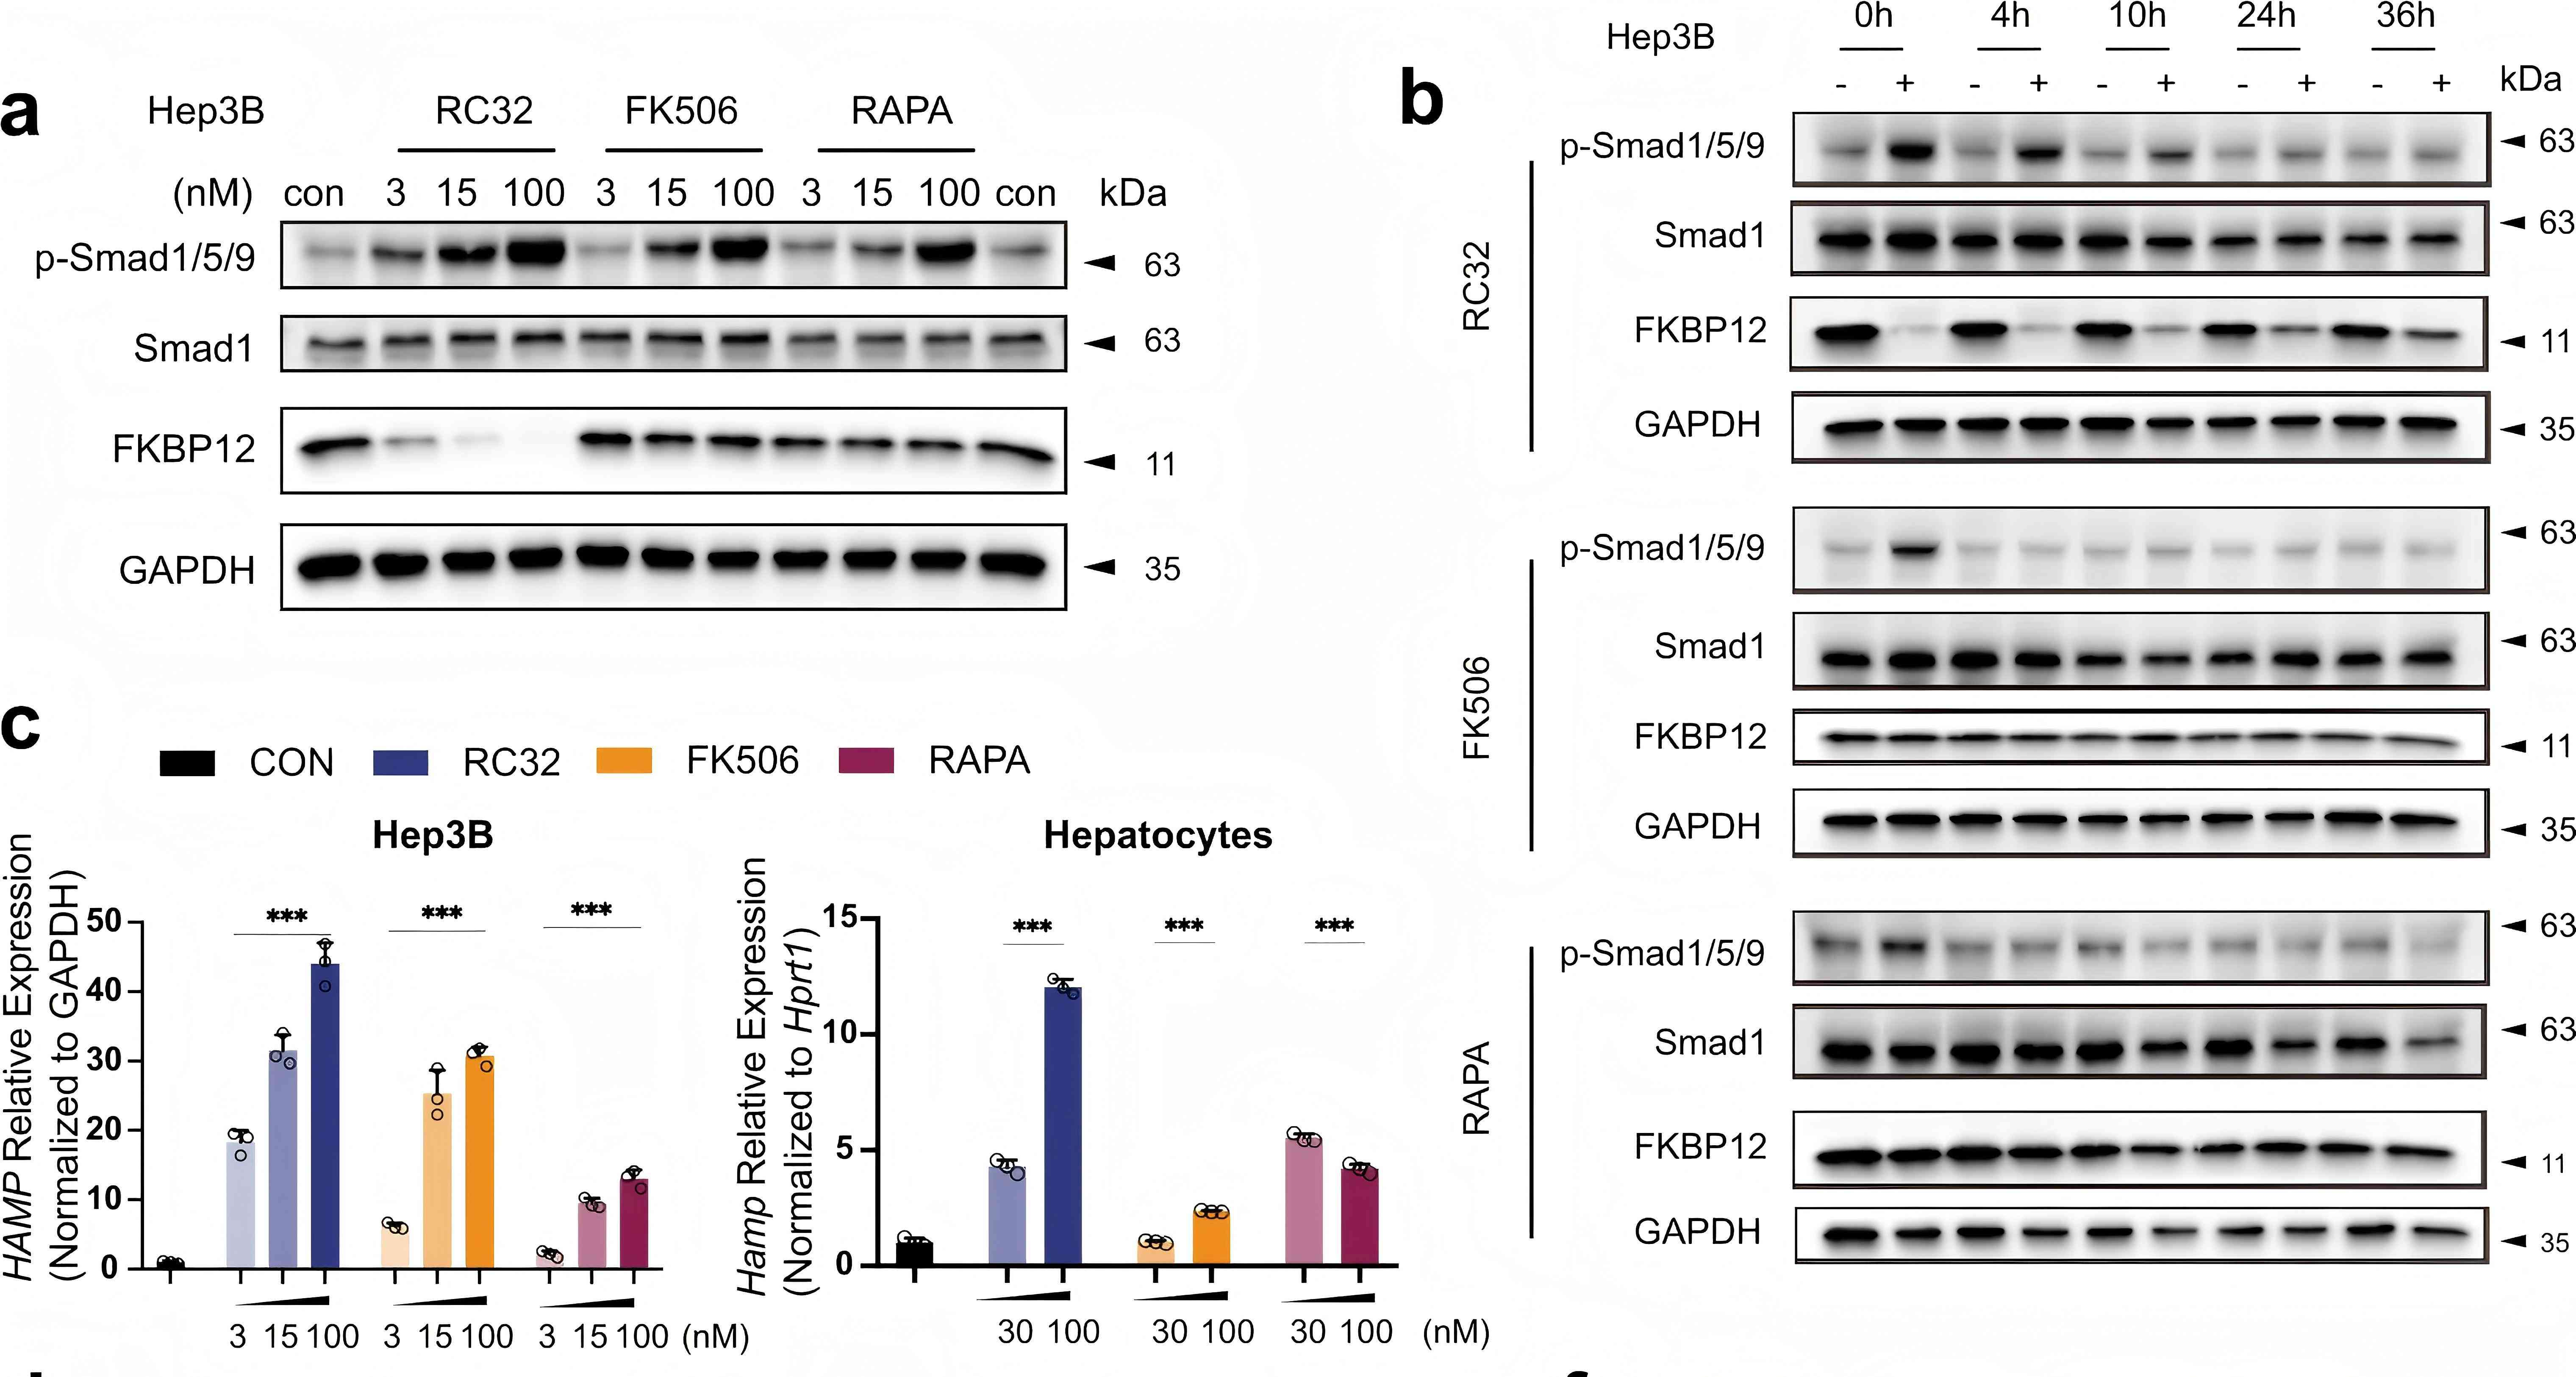 a
Hep3B RC32 FK506 RAPA
(nM) con 3 15 100 3 15 100 3 15 100 con kDa
p-Smad1/5/9 63
Smad1 63
FKBP12 11
GAPDH 35
b
Hep3B 0h 4h 10h 24h 36h
- + - + - + - + - + kDa
RC32
p-Smad1/5/9 63
Smad1 63
FKBP12 11
GAPDH 35
FK506
p-Smad1/5/9 63
Smad1 63
FKBP12 11
GAPDH 35
RAPA
p-Smad1/5/9 63
Smad1 63
FKBP12 11
GAPDH 35
c
CON RC32 FK506 RAPA
Hep3B
HAMP Relative Expression
(Normalized to GAPDH)
50
40
30
20
10
0
*** *** ***
3 15 100 3 15 100 3 15 100 (nM)
Hepatocytes
Hamp Relative Expression
(Normalized to Hprt1)
15
10
5
0
*** *** ***
30 100 30 100 30 100 (nM)